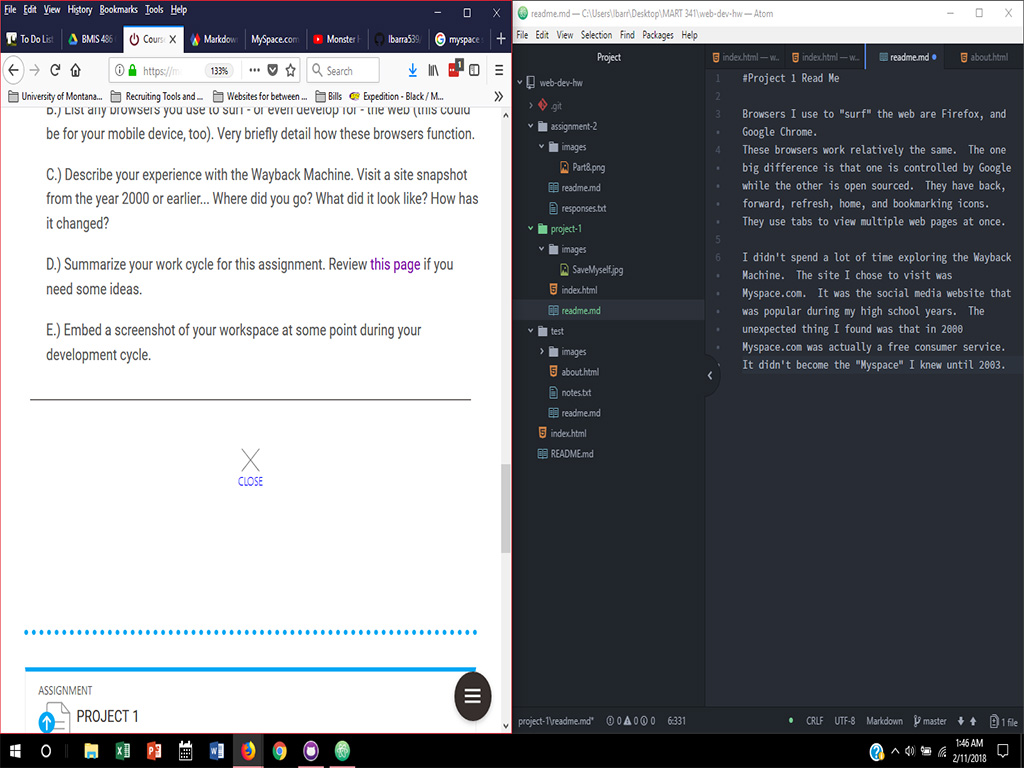 File Edit View History Bookmarks Tools Help
To Do List BMIS 486 Cours Markdow MySpace.com Monster H Ibarra539 myspace
https://m 133% Search
University of Montana... Recruiting Tools and ... Websites for between ... Bills Expedition - Black / M...
B.) List any browsers you use to surf - or even develop for - the web (this could
be for your mobile device, too). Very briefly detail how these browsers function.
C.) Describe your experience with the Wayback Machine. Visit a site snapshot
from the year 2000 or earlier... Where did you go? What did it look like? How has
it changed?
D.) Summarize your work cycle for this assignment. Review this page if you
need some ideas.
E.) Embed a screenshot of your workspace at some point during your
development cycle.
CLOSE
ASSIGNMENT
PROJECT 1
readme.md — C:\Users\Ibarr\Desktop\MART 341\web-dev-hw — Atom
File Edit View Selection Find Packages Help
Project
web-dev-hw
.git
assignment-2
images
Part8.png
readme.md
responses.txt
project-1
images
SaveMyself.jpg
index.html
readme.md
test
images
about.html
notes.txt
readme.md
index.html
README.md
index.html — w... index.html — w... readme.md about.html
1 #Project 1 Read Me
2
3 Browsers I use to "surf" the web are Firefox, and
Google Chrome.
4 These browsers work relatively the same. The one
big difference is that one is controlled by Google
while the other is open sourced. They have back,
forward, refresh, home, and bookmarking icons.
They use tabs to view multiple web pages at once.
5
6 I didn't spend a lot of time exploring the Wayback
Machine. The site I chose to visit was
Myspace.com. It was the social media website that
was popular during my high school years. The
unexpected thing I found was that in 2000
Myspace.com was actually a free consumer service.
It didn't become the "Myspace" I knew until 2003.
project-1\readme.md* 0 0 0 6:331 CRLF UTF-8 Markdown master 1 file
1:46 AM
2/11/2018